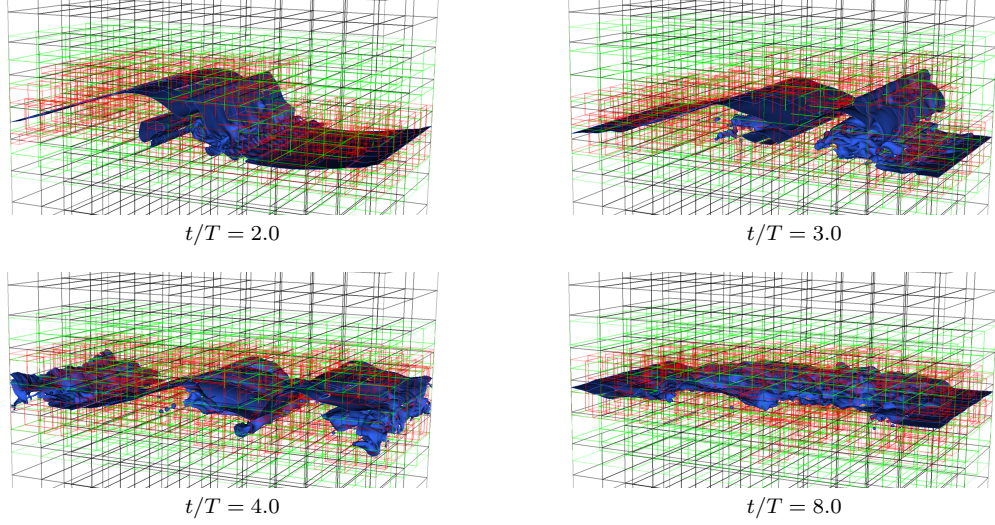 t/T = 2.0
t/T = 3.0
t/T = 4.0
t/T = 8.0